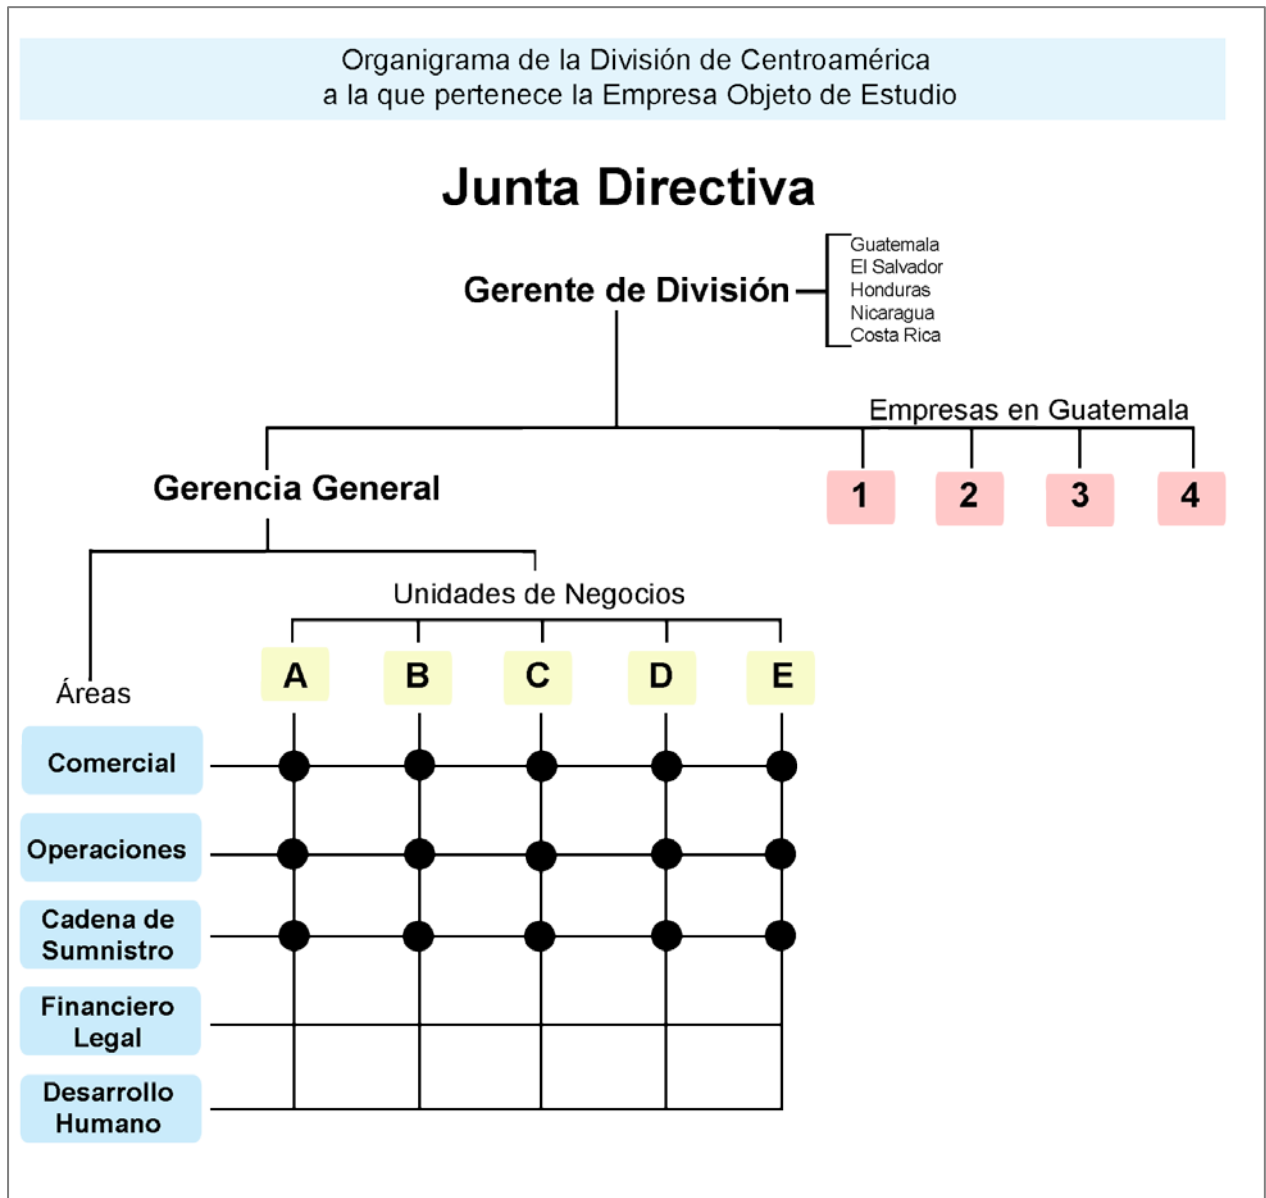 Organigrama de la División de Centroamérica
a la que pertenece la Empresa Objeto de Estudio
Junta Directiva
Gerente de División
Guatemala
El Salvador
Honduras
Nicaragua
Costa Rica
Empresas en Guatemala
Gerencia General
1 2 3 4
Unidades de Negocios
A B C D E
Áreas
Comercial
Operaciones
Cadena de
Sumnistro
Financiero
Legal
Desarrollo
Humano